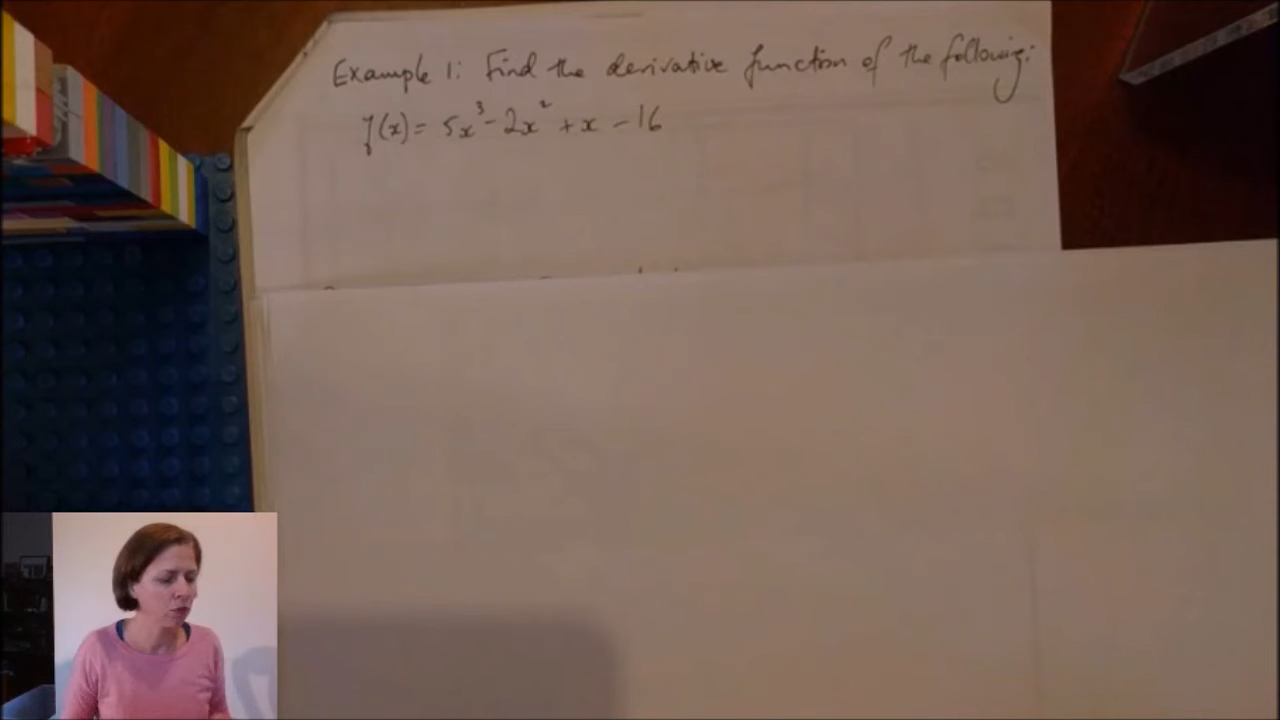 Example 1: Find the derivative function of the following:
f(x) = 5x³ - 2x² + x - 16